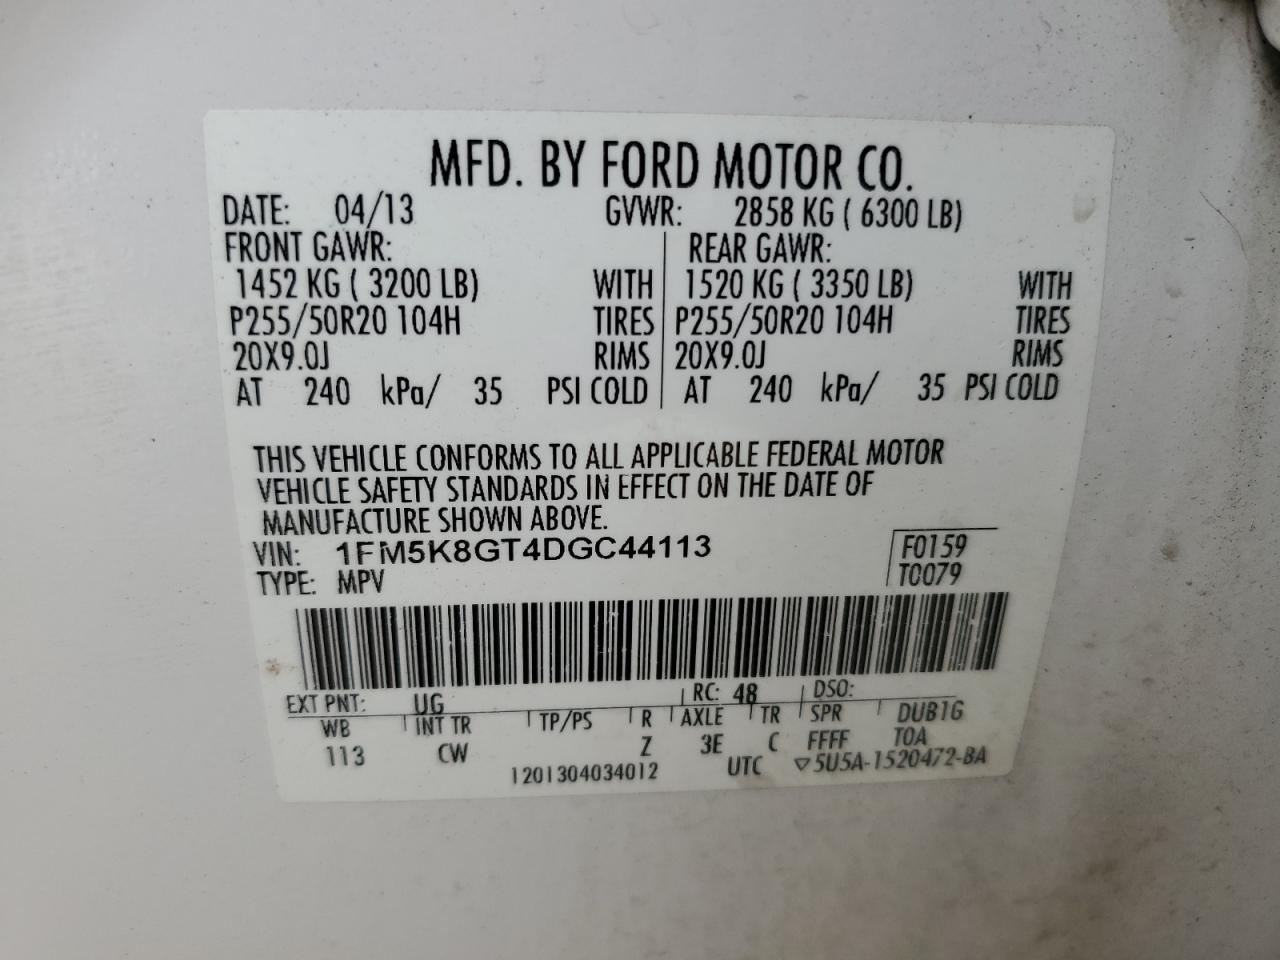 MFD. BY FORD MOTOR CO.
DATE: 04/13 GVWR: 2858 KG ( 6300 LB)
FRONT GAWR: REAR GAWR:
1452 KG ( 3200 LB) WITH 1520 KG ( 3350 LB) WITH
P255/50R20 104H TIRES P255/50R20 104H TIRES
20X9.0J RIMS 20X9.0J RIMS
AT 240 kPa/ 35 PSI COLD AT 240 kPa/ 35 PSI COLD
THIS VEHICLE CONFORMS TO ALL APPLICABLE FEDERAL MOTOR
VEHICLE SAFETY STANDARDS IN EFFECT ON THE DATE OF
MANUFACTURE SHOWN ABOVE.
VIN: 1FM5K8GT4DGC44113 F0159
TYPE: MPV T0079
EXT PNT: UG RC: 48 DSO:
WB INT TR TP/PS R AXLE TR SPR DUB1G
113 CW Z 3E C FFFF TOA
1201304034012 UTC ▽5U5A-1520472-BA